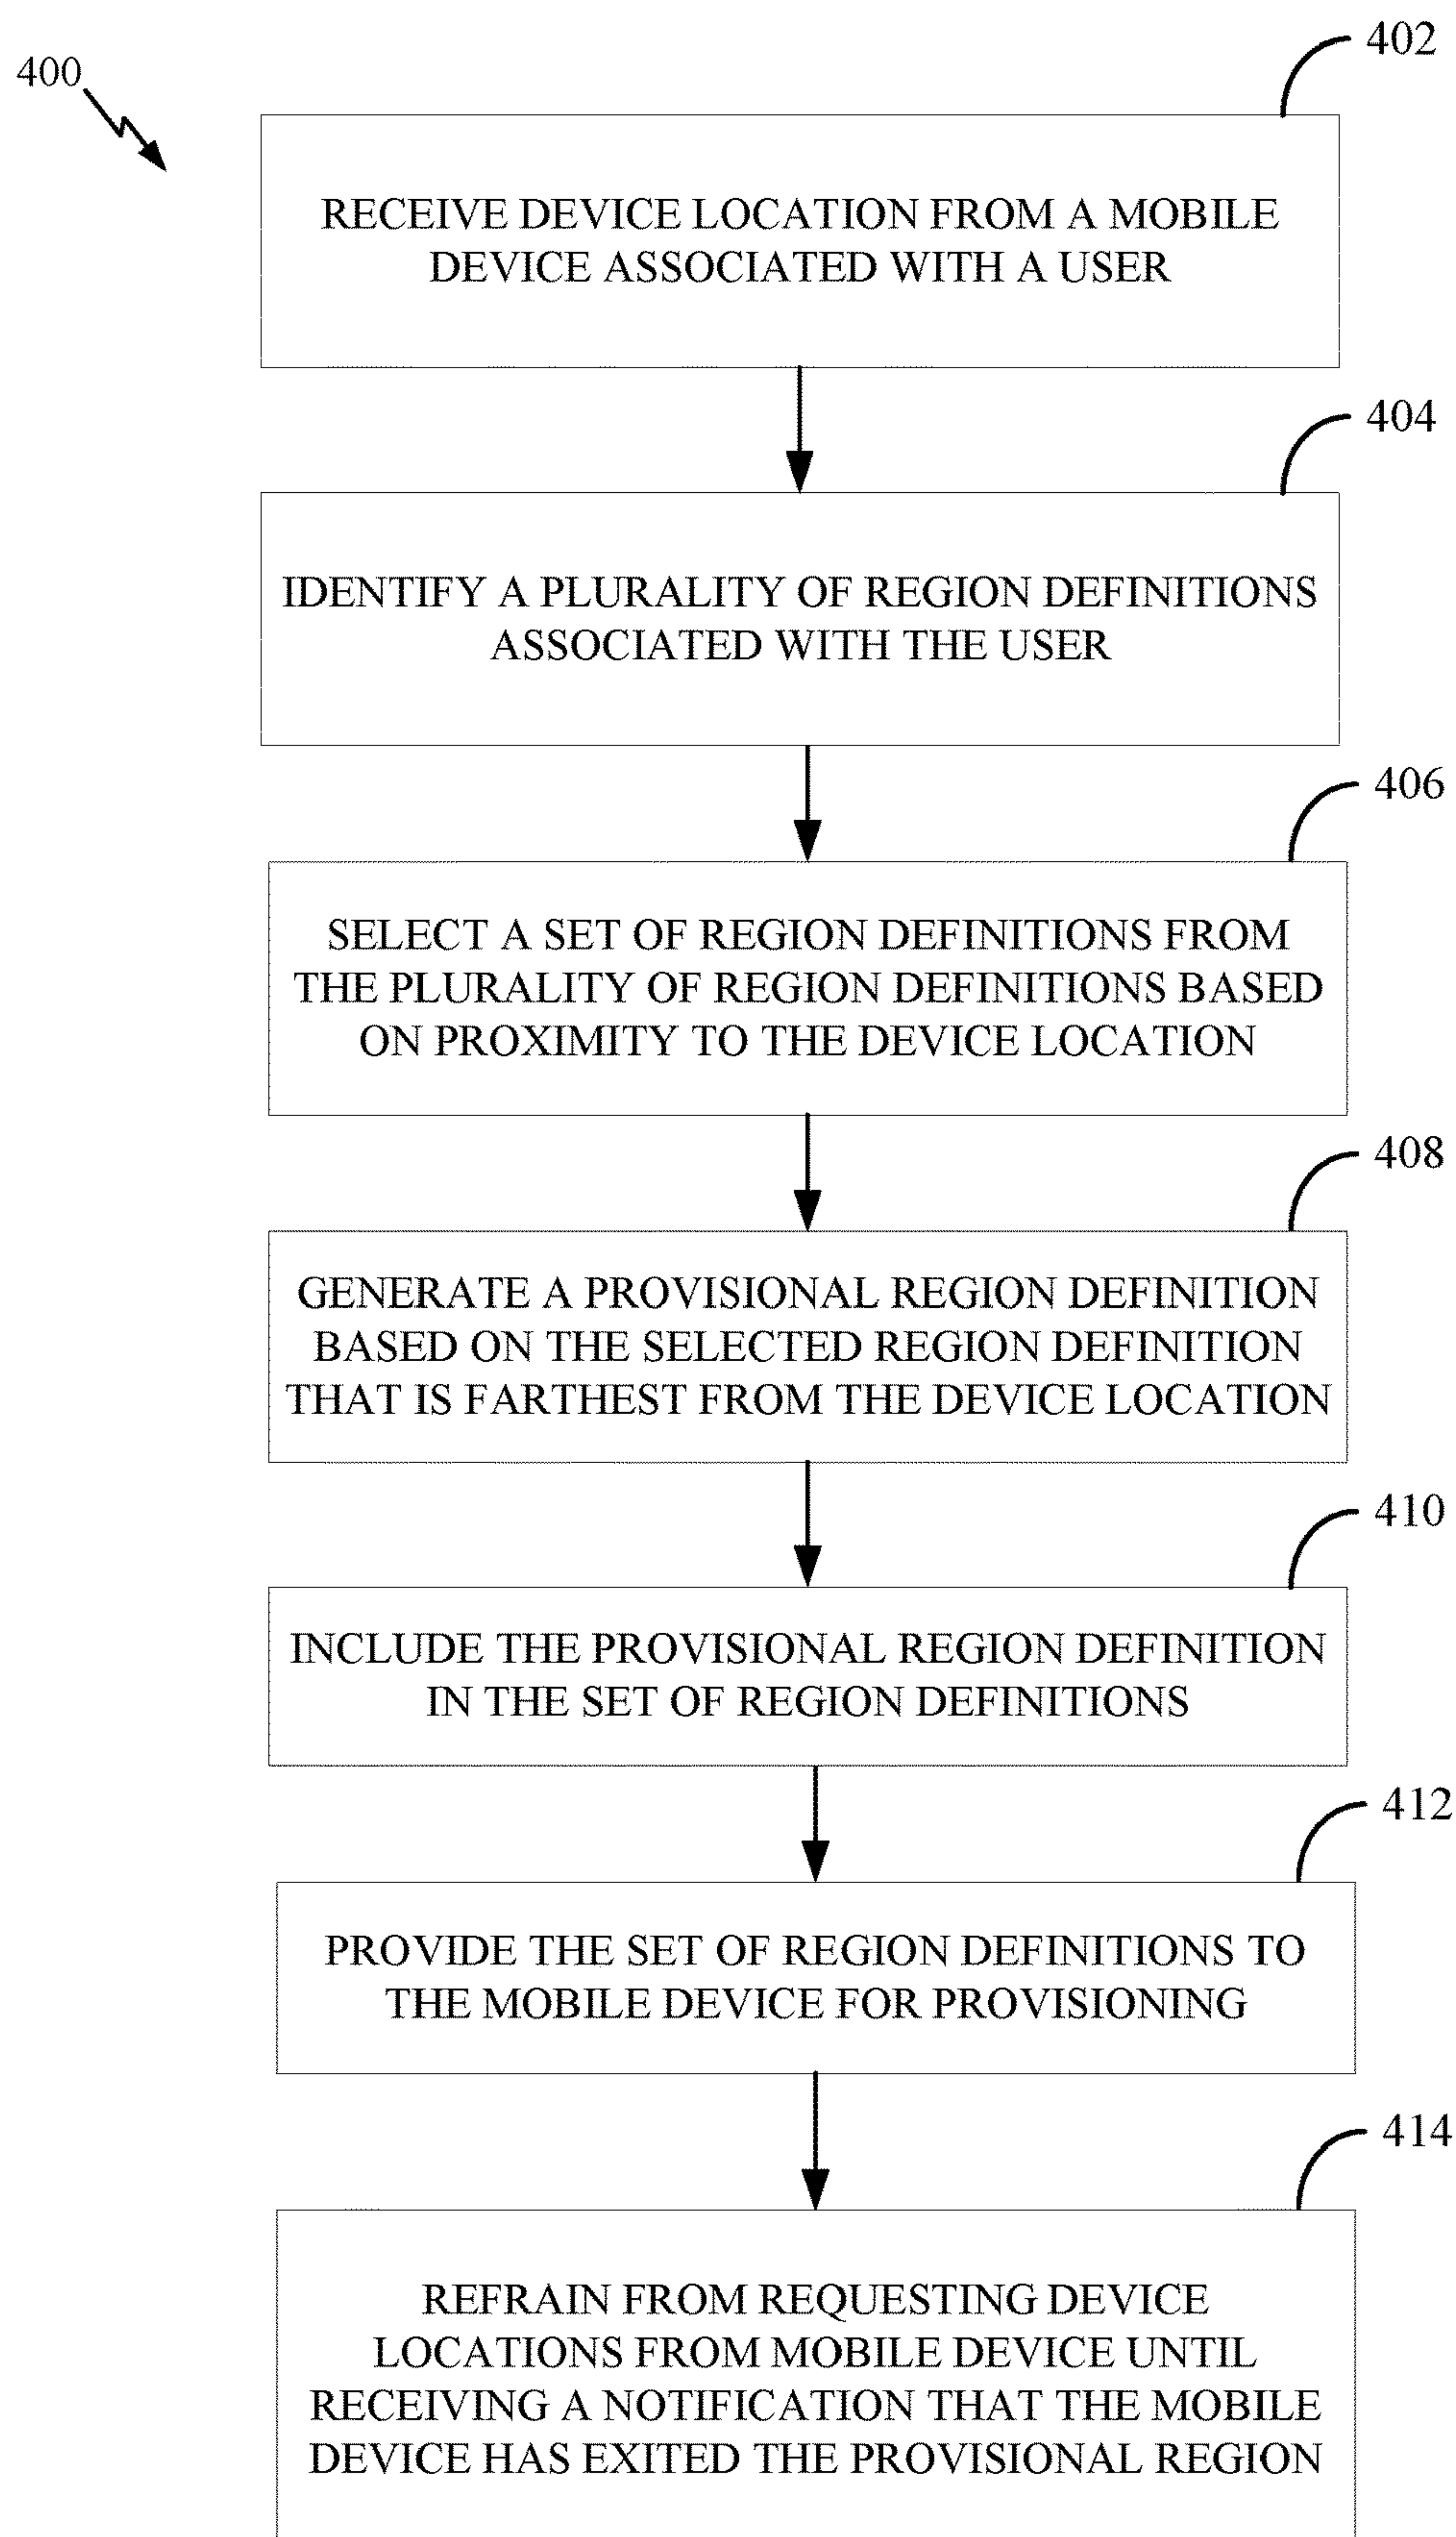 400
402
RECEIVE DEVICE LOCATION FROM A MOBILE
DEVICE ASSOCIATED WITH A USER
404
IDENTIFY A PLURALITY OF REGION DEFINITIONS
ASSOCIATED WITH THE USER
406
SELECT A SET OF REGION DEFINITIONS FROM
THE PLURALITY OF REGION DEFINITIONS BASED
ON PROXIMITY TO THE DEVICE LOCATION
408
GENERATE A PROVISIONAL REGION DEFINITION
BASED ON THE SELECTED REGION DEFINITION
THAT IS FARTHEST FROM THE DEVICE LOCATION
410
INCLUDE THE PROVISIONAL REGION DEFINITION
IN THE SET OF REGION DEFINITIONS
412
PROVIDE THE SET OF REGION DEFINITIONS TO
THE MOBILE DEVICE FOR PROVISIONING
414
REFRAIN FROM REQUESTING DEVICE
LOCATIONS FROM MOBILE DEVICE UNTIL
RECEIVING A NOTIFICATION THAT THE MOBILE
DEVICE HAS EXITED THE PROVISIONAL REGION